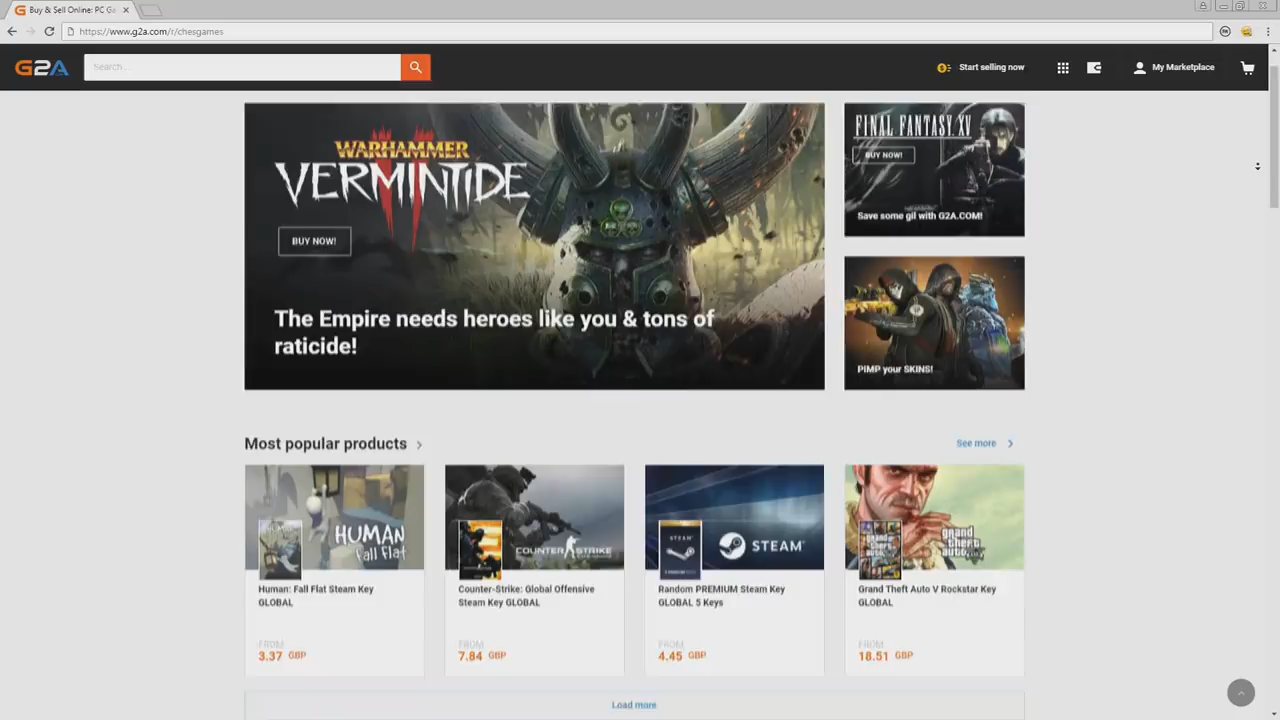 Buy & Sell Online: PC Ga
https://www.g2a.com/r/chesgames
G2A
Search...
Start selling now
My Marketplace
WARHAMMER
VERMINTIDE
II
BUY NOW!
The Empire needs heroes like you & tons of
raticide!
FINAL FANTASY XV
BUY NOW!
Save some gil with G2A.COM!
PIMP your SKINS!
Most popular products
See more
HUMAN
fall flat
COUNTER STRIKE
STEAM
STEAM
grand
theft
auto
Human: Fall Flat Steam Key
GLOBAL
FROM
3.37 GBP
Counter-Strike: Global Offensive
Steam Key GLOBAL
FROM
7.84 GBP
Random PREMIUM Steam Key
GLOBAL 5 Keys
FROM
4.45 GBP
Grand Theft Auto V Rockstar Key
GLOBAL
FROM
18.51 GBP
Load more